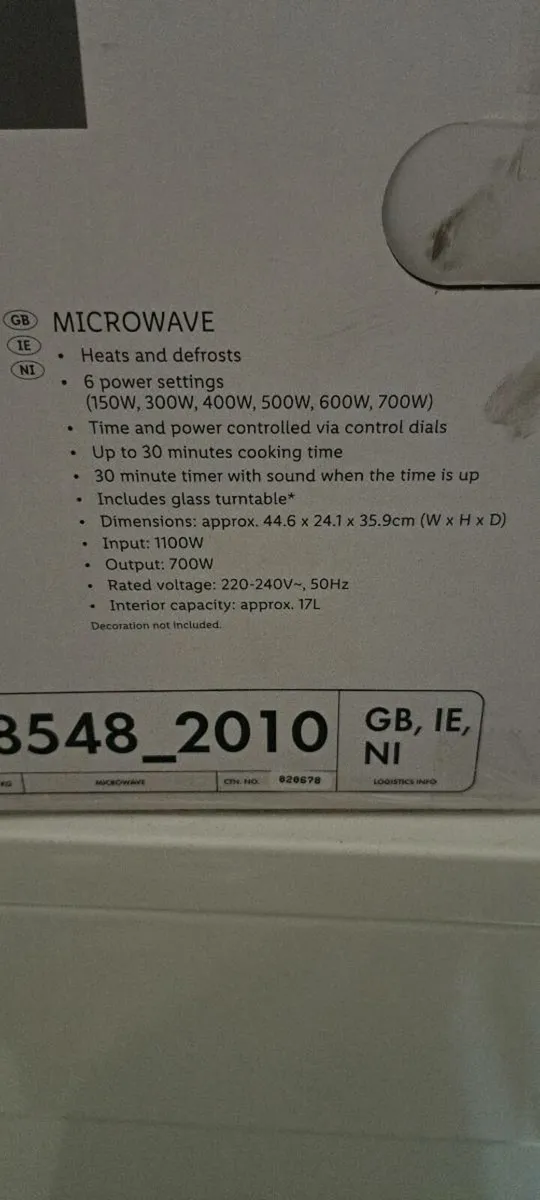 GB MICROWAVE
IE • Heats and defrosts
NI • 6 power settings
(150W, 300W, 400W, 500W, 600W, 700W)
• Time and power controlled via control dials
• Up to 30 minutes cooking time
• 30 minute timer with sound when the time is up
• Includes glass turntable*
• Dimensions: approx. 44.6 x 24.1 x 35.9cm (W x H x D)
• Input: 1100W
• Output: 700W
• Rated voltage: 220-240V~, 50Hz
• Interior capacity: approx. 17L
Decoration not included.
8548_2010 GB, IE,
NI
KG MICROWAVE CTN. NO. 020678 LOGISTICS INFO